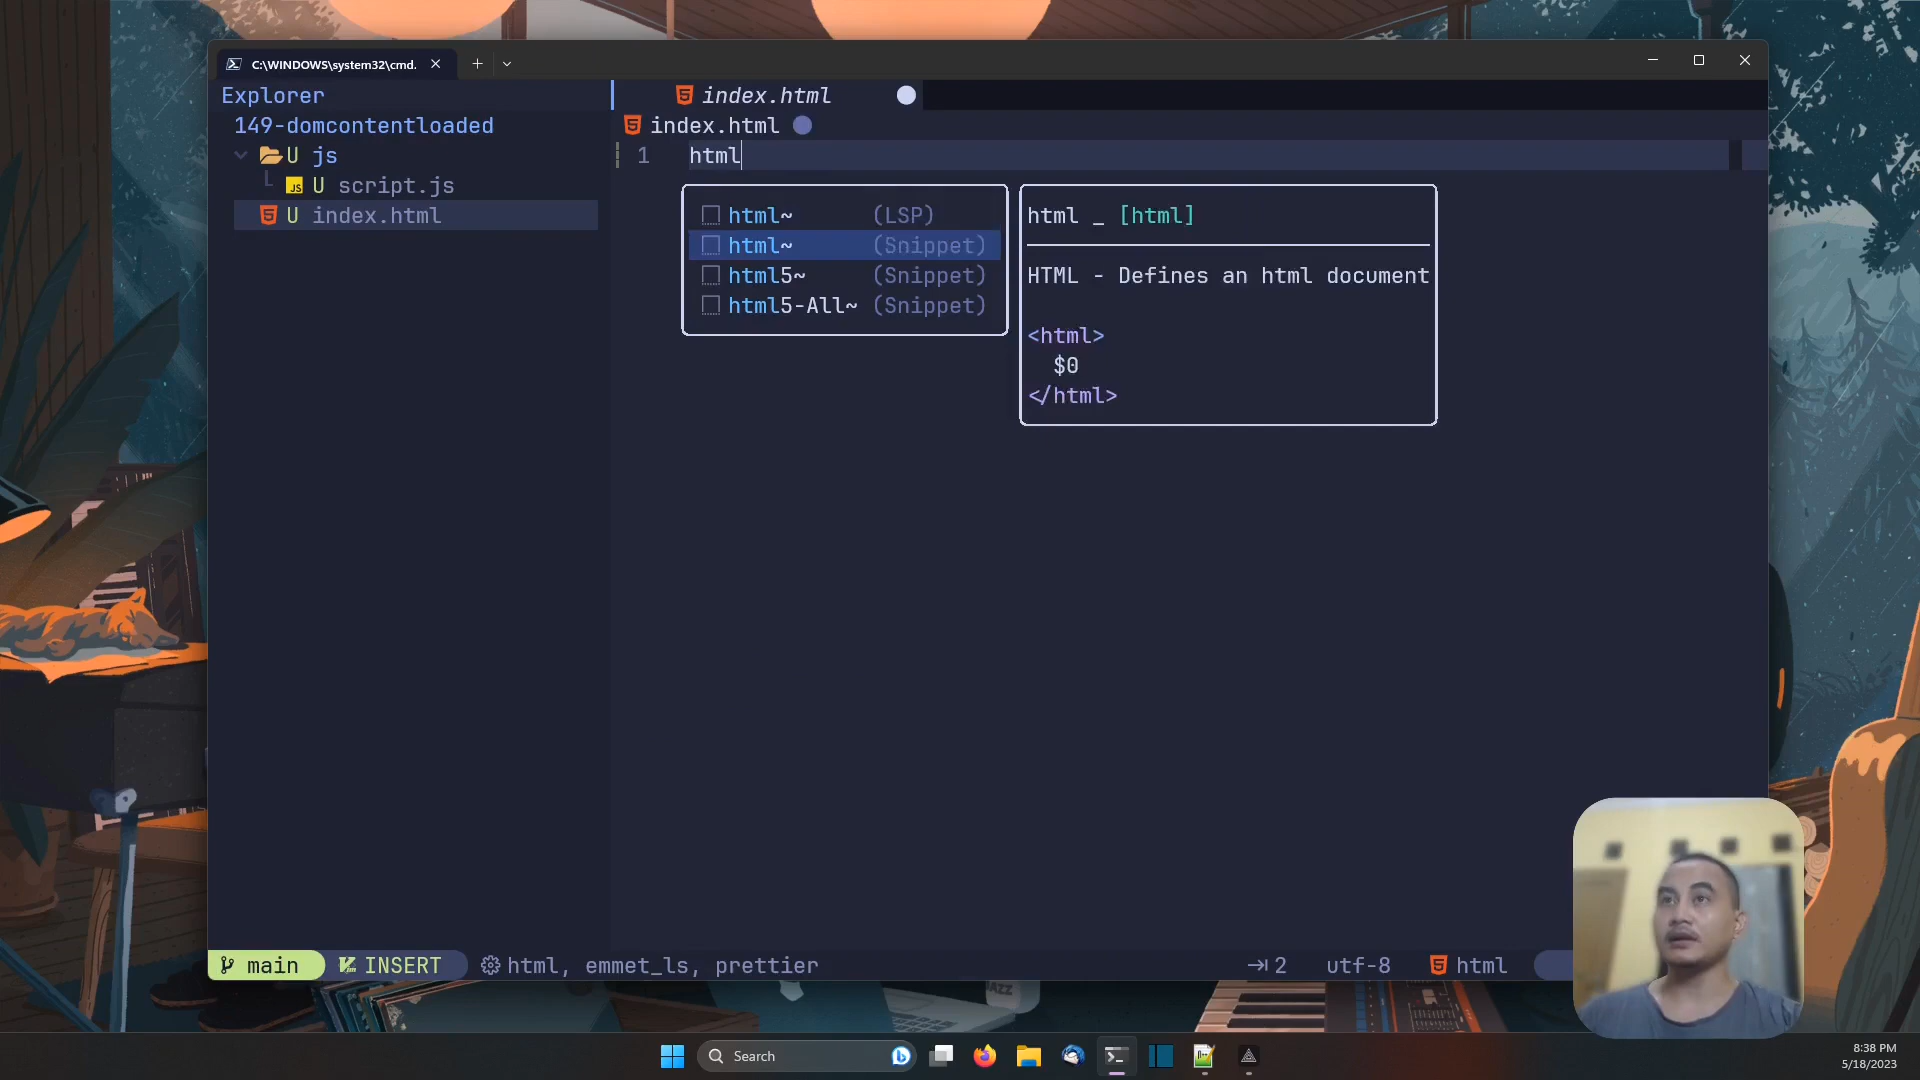 C:\WINDOWS\system32\cmd.
Explorer
index.html
149-domcontentloaded
index.html
U js
1 html
JS U script.js
U index.html
html~ (LSP)
html~ (Snippet)
html5~ (Snippet)
html5-All~ (Snippet)
html _ [html]
HTML - Defines an html document
<html>
$0
</html>
main INSERT html, emmet_ls, prettier 2 utf-8 html
JAZZ
Search
8:38 PM
5/18/2023